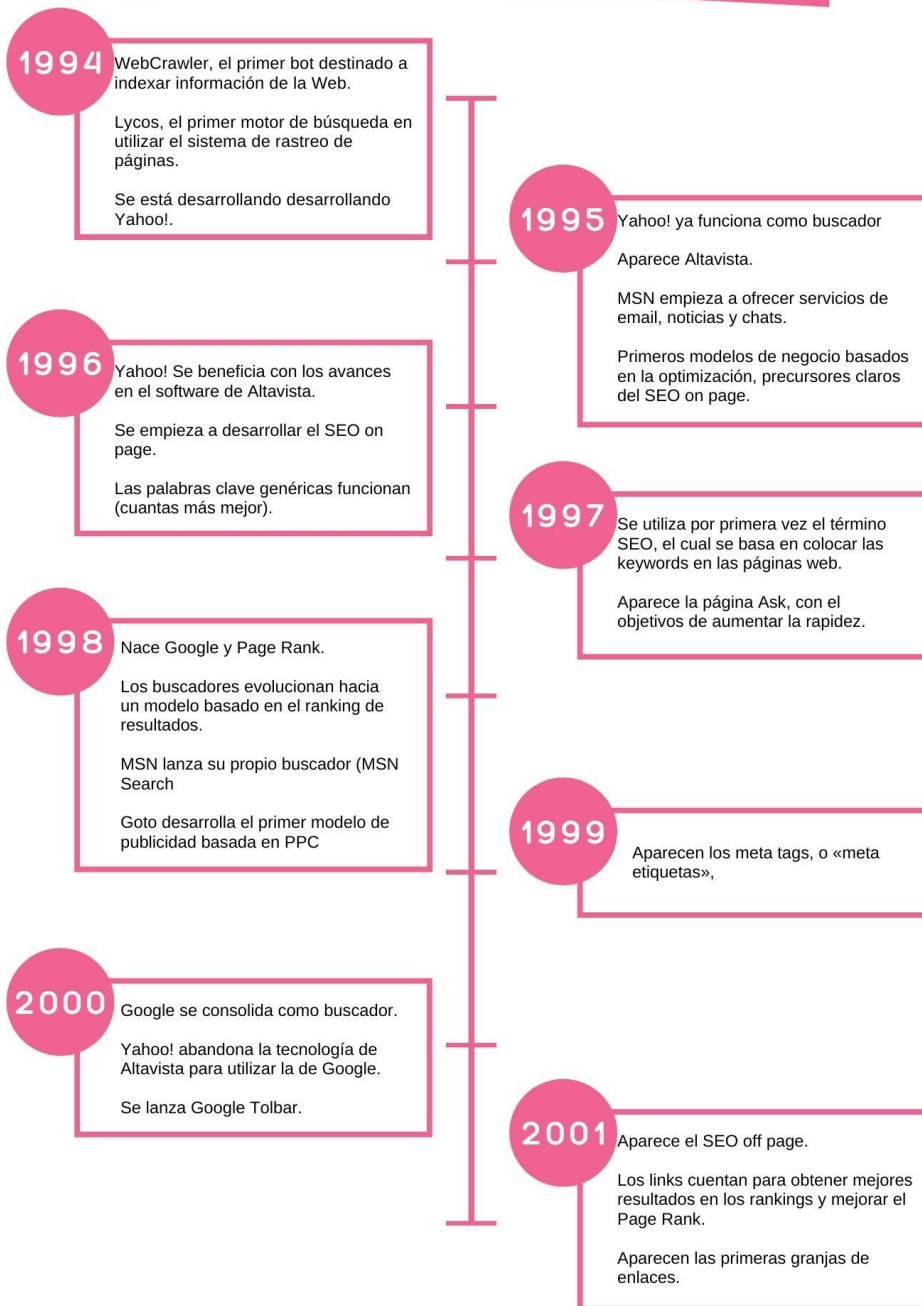 1994
WebCrawler, el primer bot destinado a
indexar información de la Web.
Lycos, el primer motor de búsqueda en
utilizar el sistema de rastreo de
páginas.
Se está desarrollando desarrollando
Yahoo!.
1995
Yahoo! ya funciona como buscador
Aparece Altavista.
MSN empieza a ofrecer servicios de
email, noticias y chats.
Primeros modelos de negocio basados
en la optimización, precursores claros
del SEO on page.
1996
Yahoo! Se beneficia con los avances
en el software de Altavista.
Se empieza a desarrollar el SEO on
page.
Las palabras clave genéricas funcionan
(cuantas más mejor).
1997
Se utiliza por primera vez el término
SEO, el cual se basa en colocar las
keywords en las páginas web.
Aparece la página Ask, con el
objetivos de aumentar la rapidez.
1998
Nace Google y Page Rank.
Los buscadores evolucionan hacia
un modelo basado en el ranking de
resultados.
MSN lanza su propio buscador (MSN
Search
Goto desarrolla el primer modelo de
publicidad basada en PPC
1999
Aparecen los meta tags, o «meta
etiquetas»,
2000
Google se consolida como buscador.
Yahoo! abandona la tecnología de
Altavista para utilizar la de Google.
Se lanza Google Tolbar.
2001
Aparece el SEO off page.
Los links cuentan para obtener mejores
resultados en los rankings y mejorar el
Page Rank.
Aparecen las primeras granjas de
enlaces.